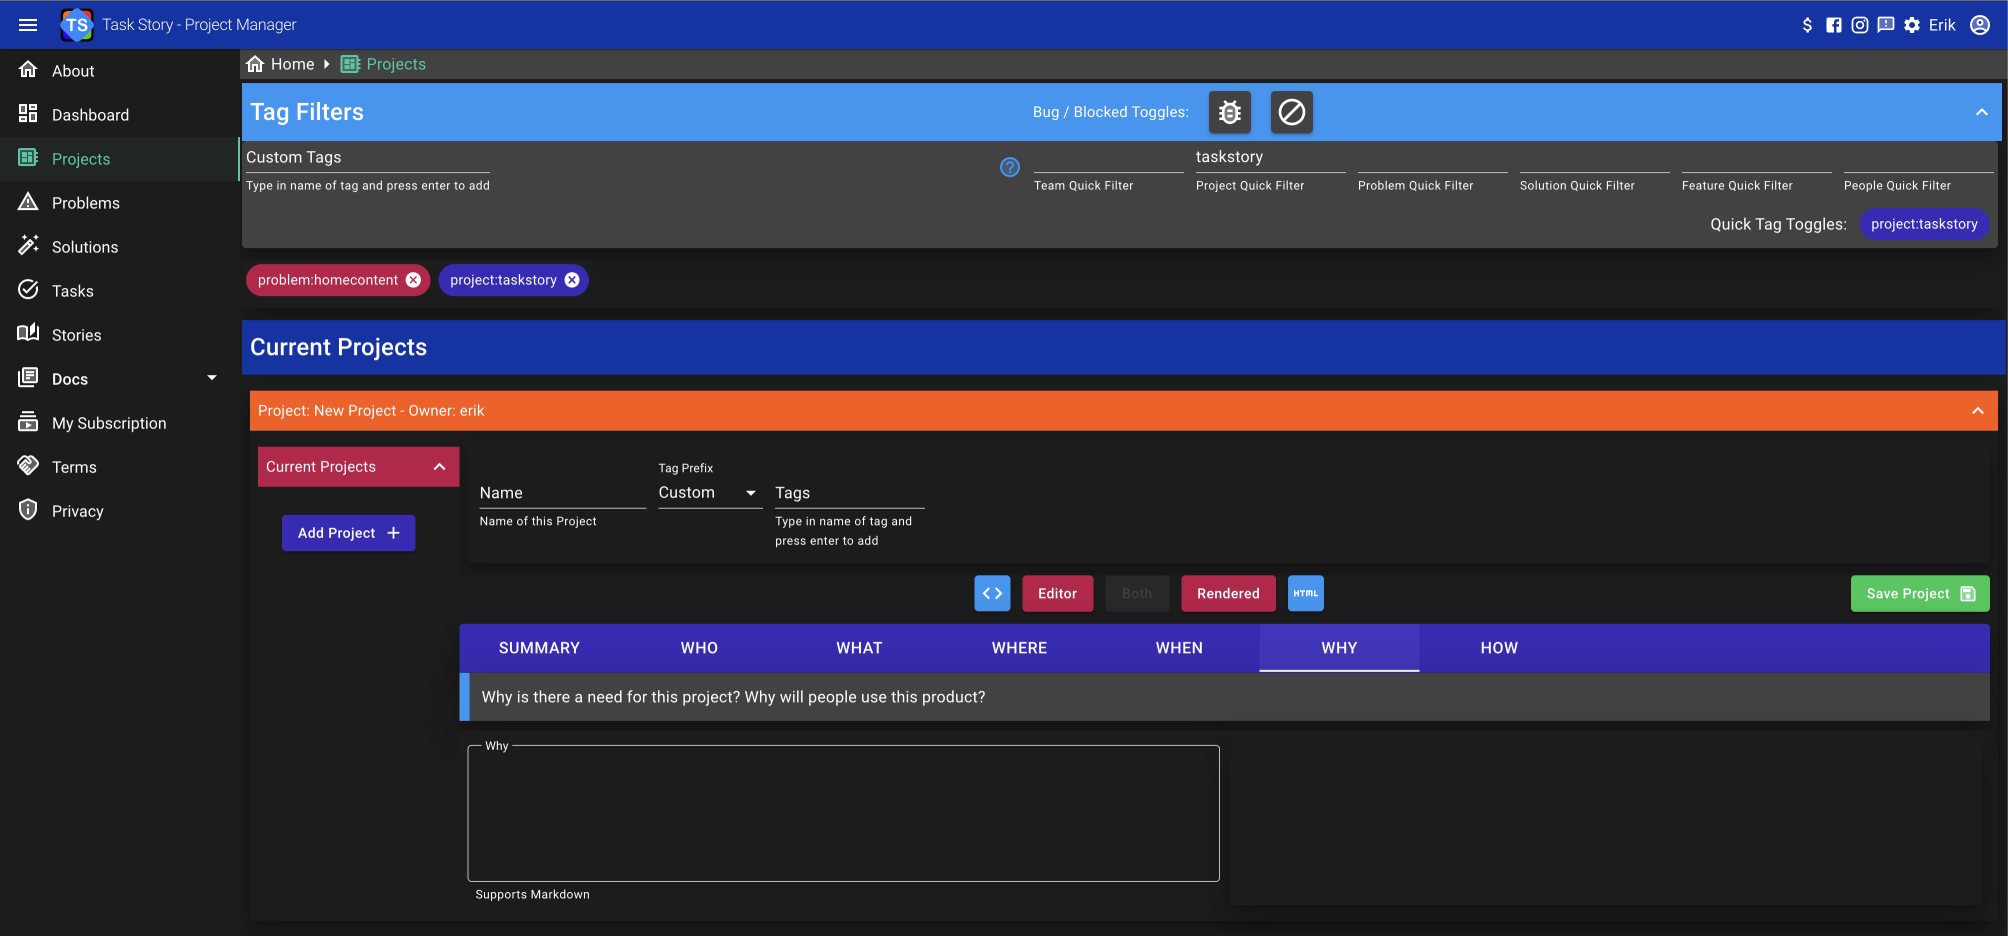 TS Task Story - Project Manager
$ Erik
About
Dashboard
Projects
Problems
Solutions
Tasks
Stories
Docs
My Subscription
Terms
Privacy
Home Projects
Tag Filters
Bug / Blocked Toggles:
Custom Tags
Type in name of tag and press enter to add
?
Team Quick Filter
taskstory
Project Quick Filter
Problem Quick Filter
Solution Quick Filter
Feature Quick Filter
People Quick Filter
Quick Tag Toggles: project:taskstory
problem:homecontent project:taskstory
Current Projects
Project: New Project - Owner: erik
Current Projects
Add Project +
Name
Name of this Project
Tag Prefix
Custom
Tags
Type in name of tag and
press enter to add
<> Editor Both Rendered HTML Save Project
SUMMARY WHO WHAT WHERE WHEN WHY HOW
Why is there a need for this project? Why will people use this product?
Why
Supports Markdown